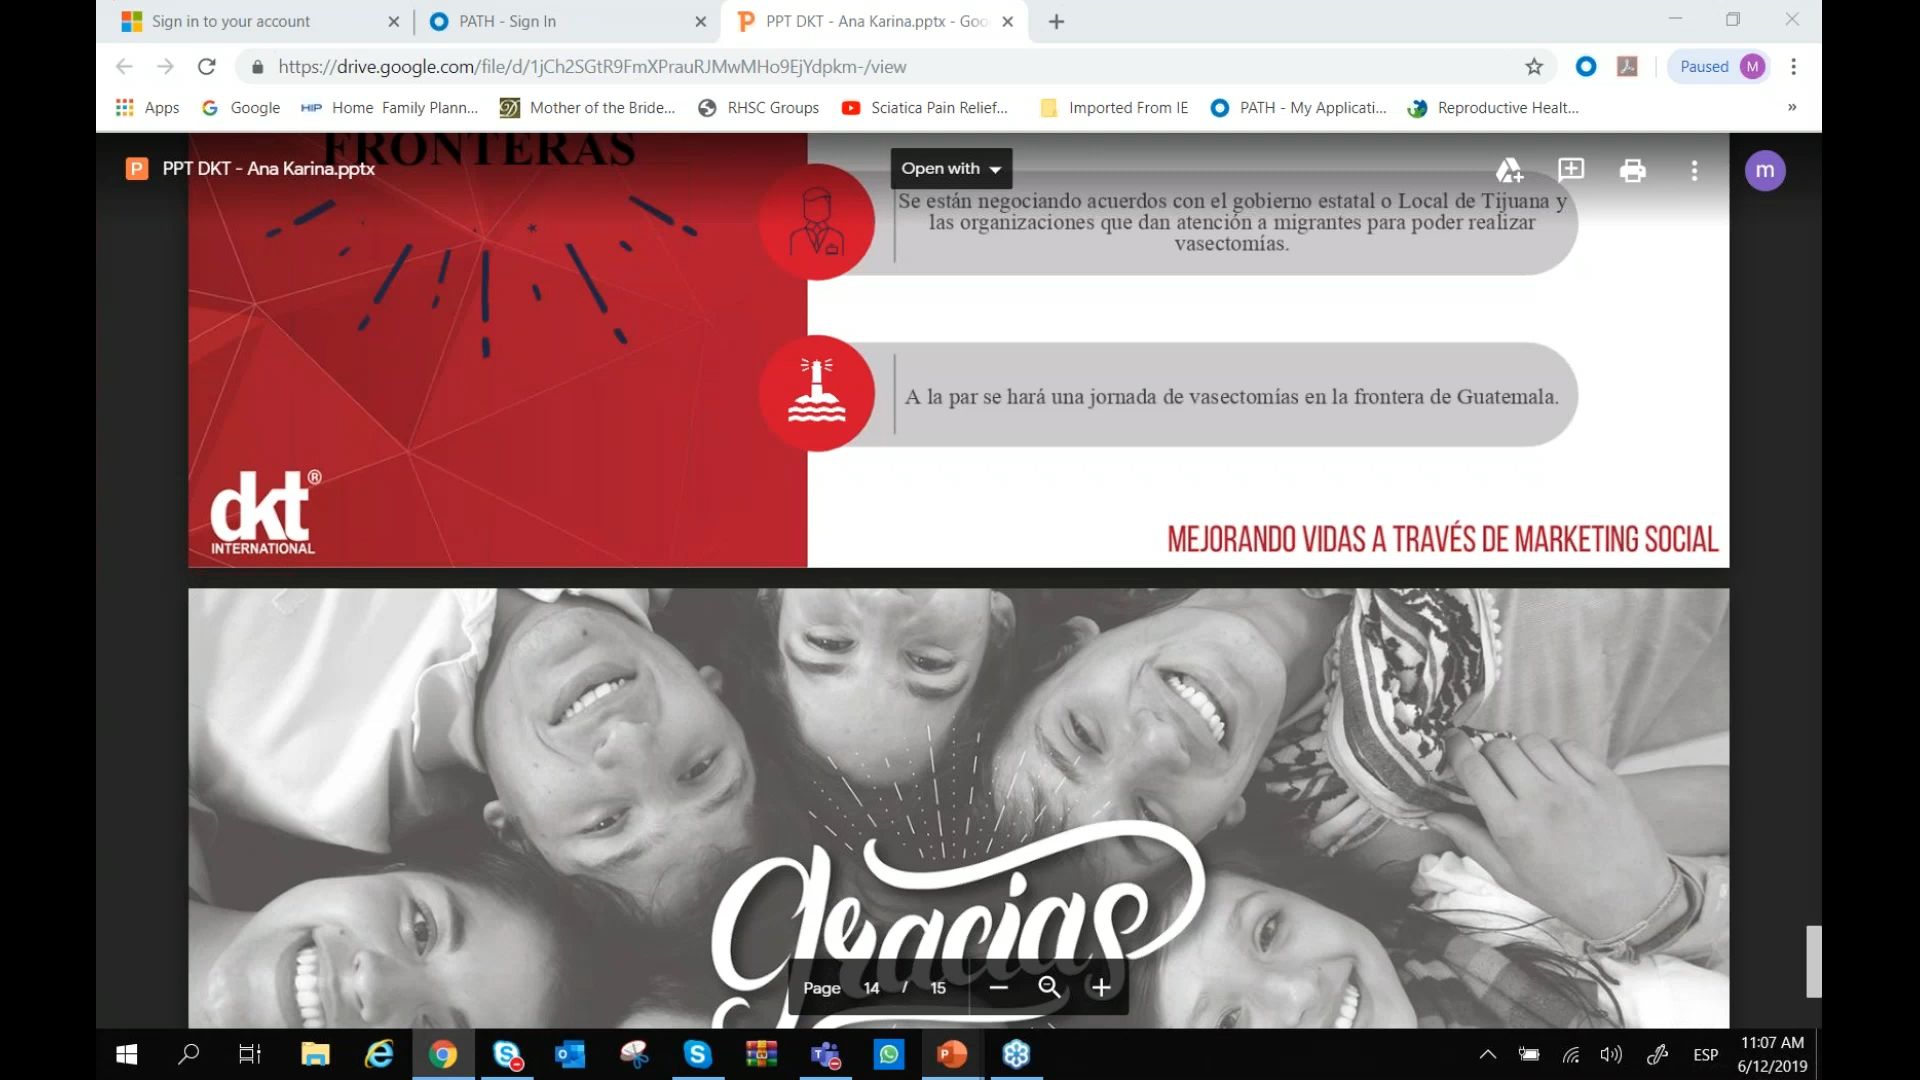 Sign in to your account
PATH - Sign In
PPT DKT - Ana Karina.pptx - Goo
https://drive.google.com/file/d/1jCh2SGtR9FmXPrauRJMwMHo9EjYdpkm-/view
Paused M
Apps Google HIP Home Family Plann... Mother of the Bride... RHSC Groups Sciatica Pain Relief... Imported From IE PATH - My Applicati... Reproductive Healt... »
FRONTERAS
PPT DKT - Ana Karina.pptx
Open with
m
Se están negociando acuerdos con el gobierno estatal o Local de Tijuana y
las organizaciones que dan atención a migrantes para poder realizar
vasectomías.
A la par se hará una jornada de vasectomías en la frontera de Guatemala.
dkt®
INTERNATIONAL
MEJORANDO VIDAS A TRAVÉS DE MARKETING SOCIAL
Gracias
Page 14 / 15
ESP
11:07 AM
6/12/2019